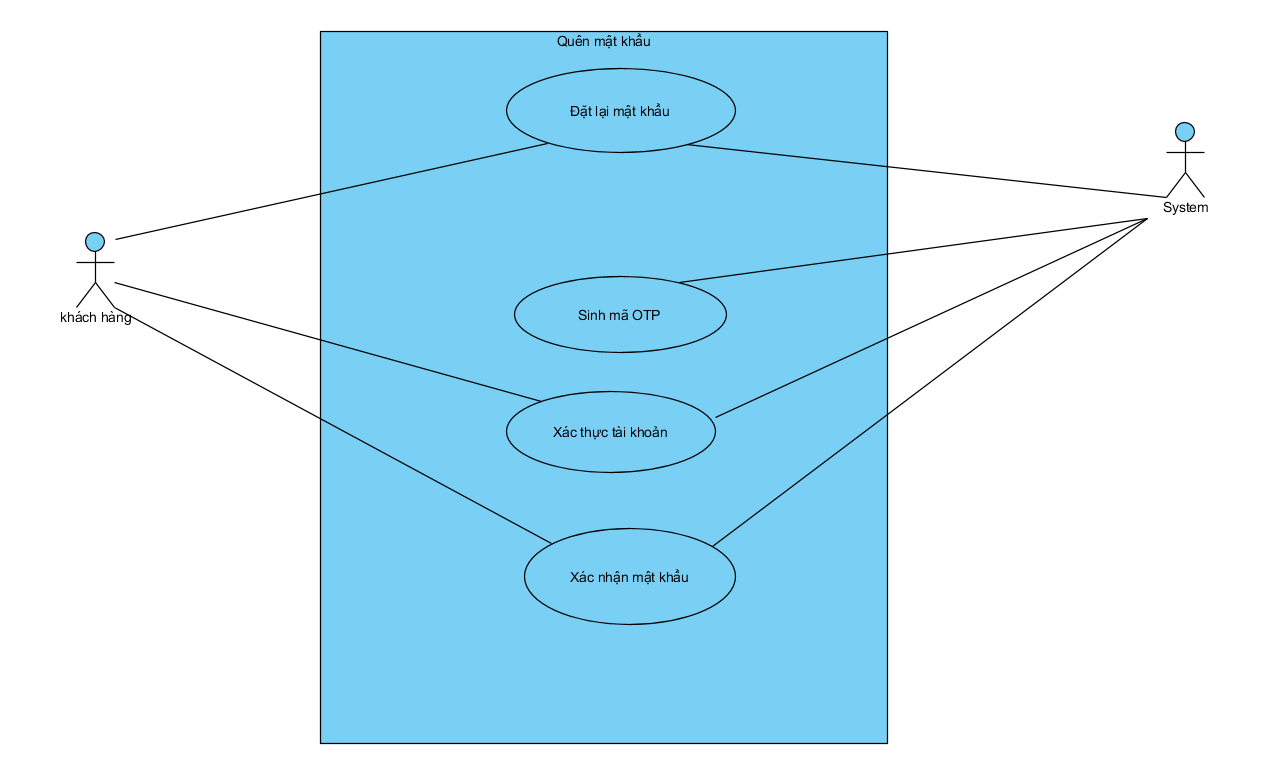 Quên mật khẩu
Đặt lại mật khẩu
System
khách hàng
Sinh mã OTP
Xác thực tài khoản
Xác nhận mật khẩu